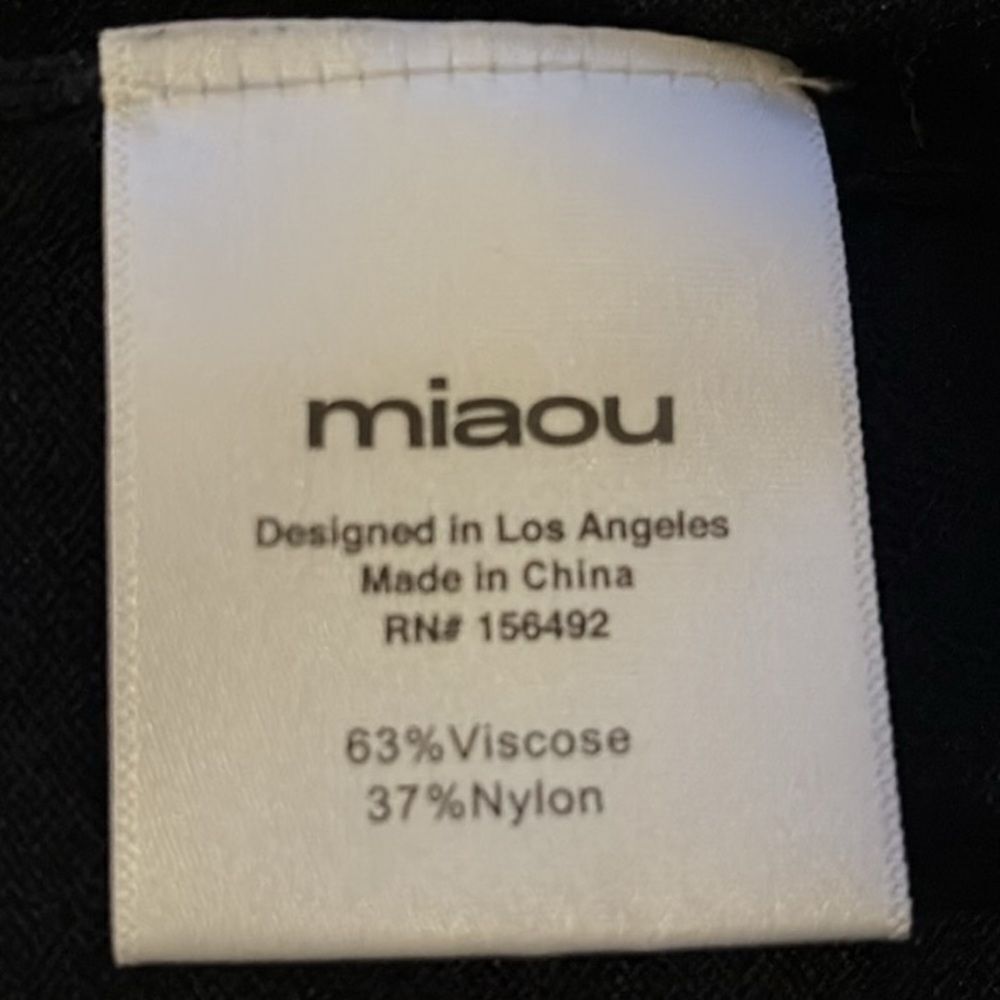 miaou
Designed in Los Angeles
Made in China
RN# 156492
63%Viscose
37%Nylon